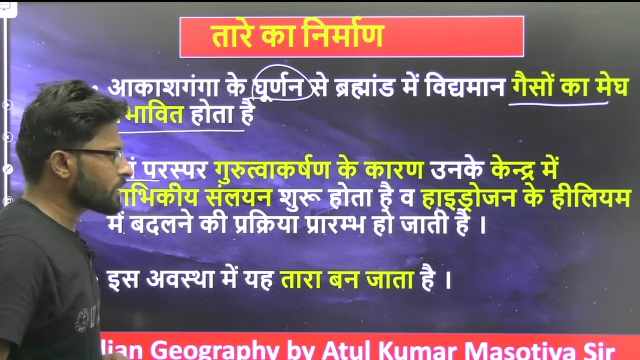 तारे का निर्माण
आकाशगंगा के घूर्णन से ब्रह्मांड में विद्यमान गैसों का मेघ
होता है
परस्पर गुरुत्वाकर्षण के कारण उनके केन्द्र में
संलयन शुरू होता है व हाइड्रोजन के हीलियम
में बदलने की प्रक्रिया प्रारम्भ हो जाती है ।
इस अवस्था में यह तारा बन जाता है ।
Geography by Atul Kumar Masotiya Sir